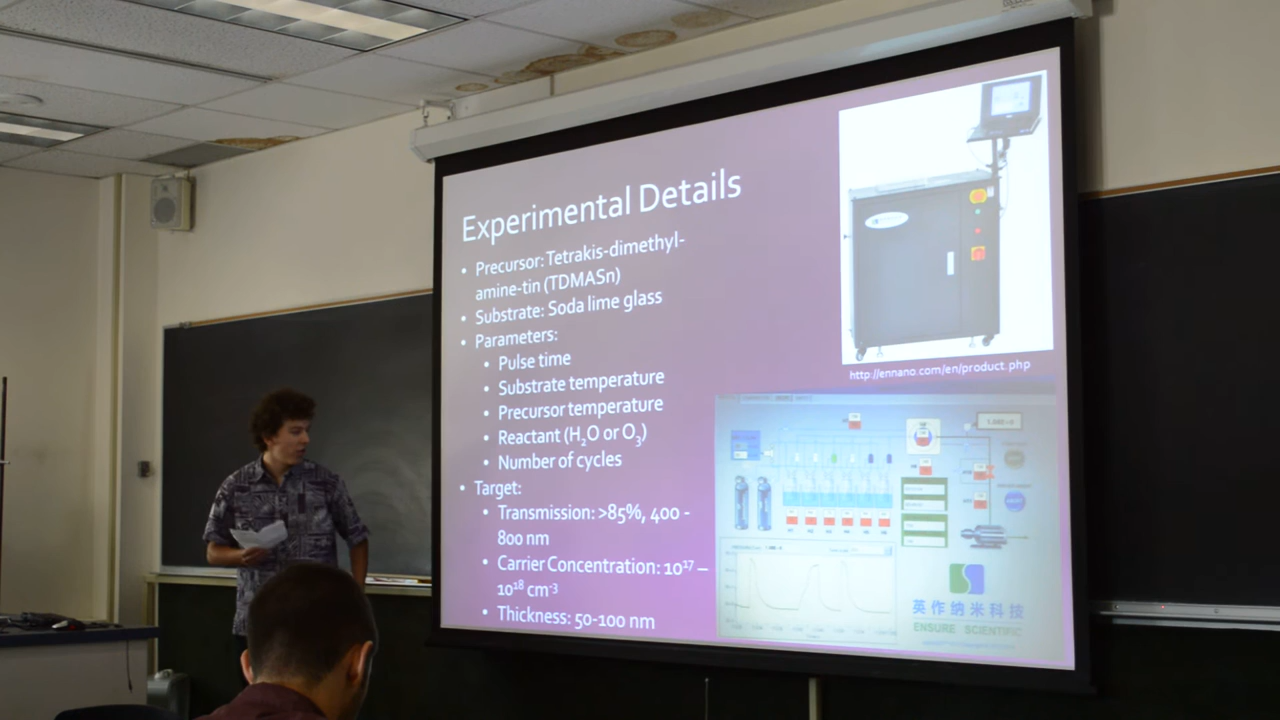 Experimental Details
• Precursor: Tetrakis-dimethyl-
amine-tin (TDMASn)
• Substrate: Soda lime glass
• Parameters:
• Pulse time
• Substrate temperature
• Precursor temperature
• Reactant (H₂O or O₃)
• Number of cycles
• Target:
• Transmission: >85%, 400 -
800 nm
• Carrier Concentration: 10¹⁷ –
10¹⁸ cm⁻³
• Thickness: 50-100 nm
http://ennano.com/en/product.php
英作纳米科技
ENSURE SCIENTIFIC